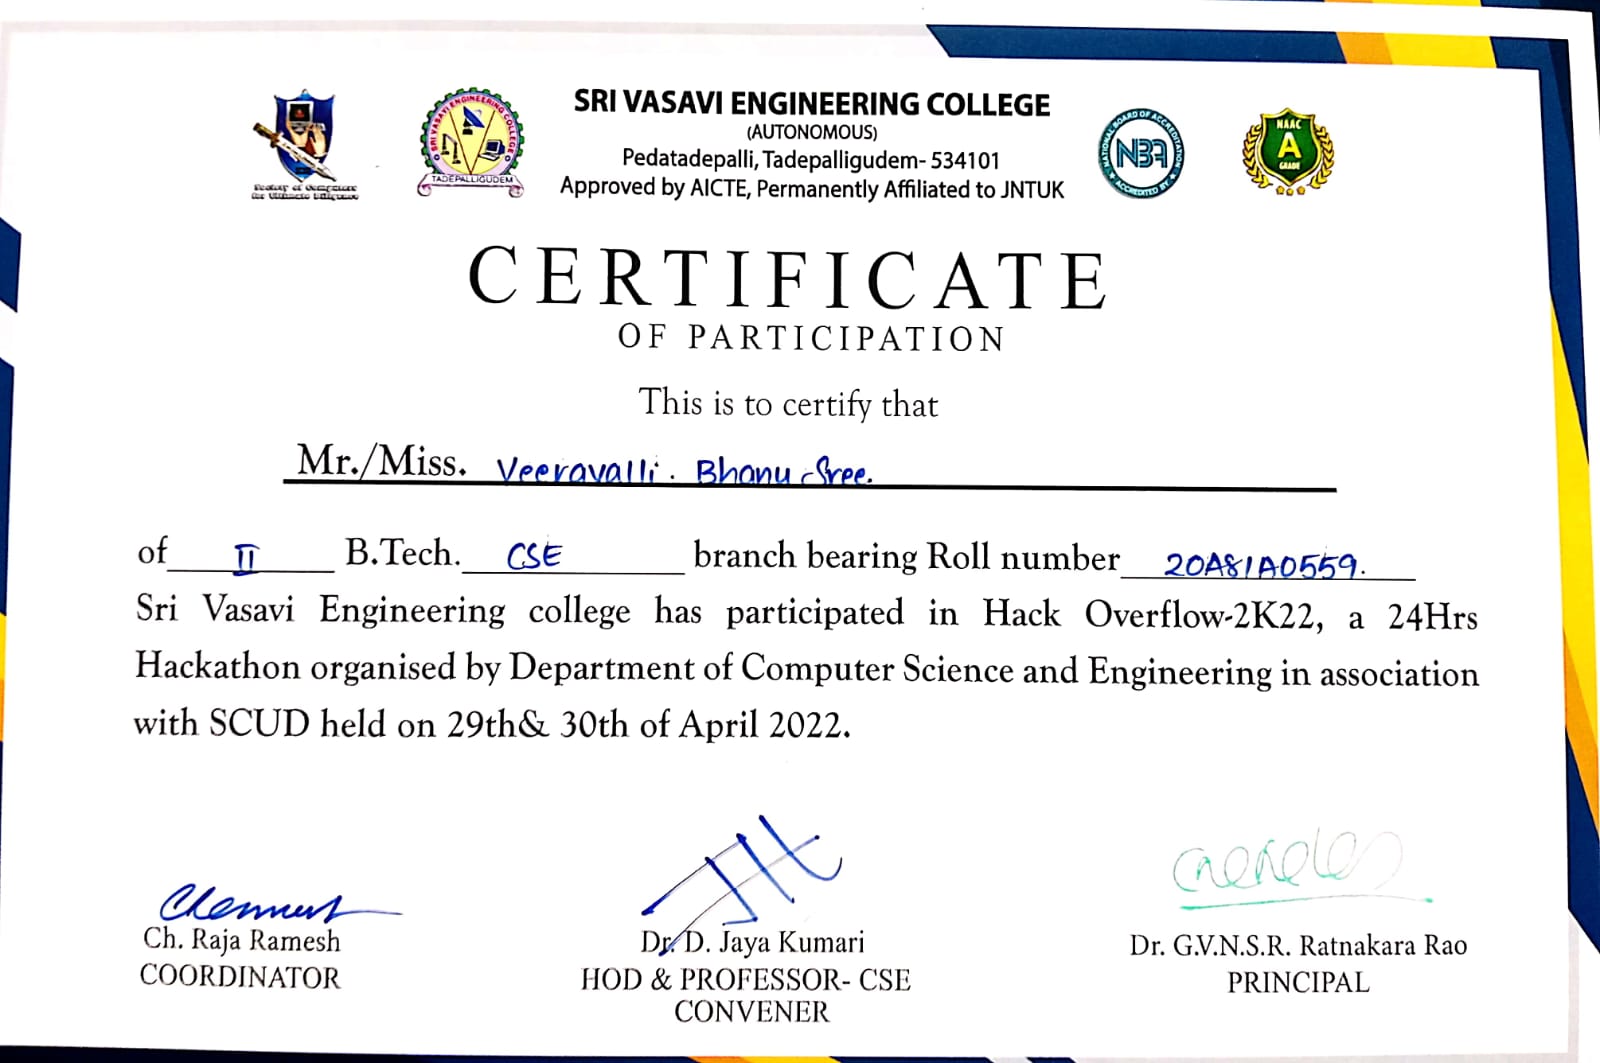 Society of Computers
for Ultimate Diligence
SRI VASAVI ENGINEERING COLLEGE
TADEPALLIGUDEM
SRI VASAVI ENGINEERING COLLEGE
(AUTONOMOUS)
Pedatadepalli, Tadepalligudem- 534101
Approved by AICTE, Permanently Affiliated to JNTUK
NATIONAL BOARD OF ACCREDITATION
NBA
ACCREDITED BY
NAAC
A
GRADE
CERTIFICATE
OF PARTICIPATION
This is to certify that
Mr./Miss. Veeravalli. Bhanu Sree.
of II B.Tech. CSE branch bearing Roll number 20A81A0559.
Sri Vasavi Engineering college has participated in Hack Overflow-2K22, a 24Hrs
Hackathon organised by Department of Computer Science and Engineering in association
with SCUD held on 29th& 30th of April 2022.
Ch. Raja Ramesh
COORDINATOR
Dr. D. Jaya Kumari
HOD & PROFESSOR- CSE
CONVENER
Dr. G.V.N.S.R. Ratnakara Rao
PRINCIPAL